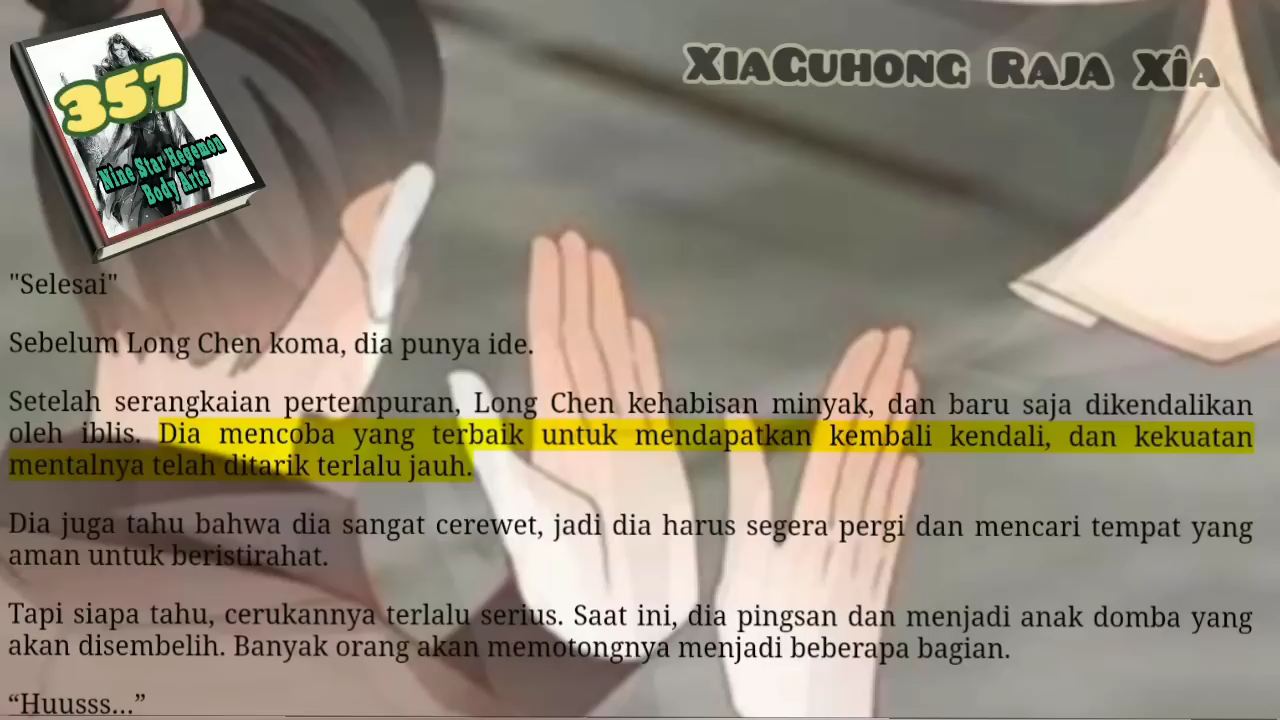 XiaGuhong Raja Xîa
357
Nine Star Hegemon
Body Arts
"Selesai"
Sebelum Long Chen koma, dia punya ide.
Setelah serangkaian pertempuran, Long Chen kehabisan minyak, dan baru saja dikendalikan
oleh iblis. Dia mencoba yang terbaik untuk mendapatkan kembali kendali, dan kekuatan
mentalnya telah ditarik terlalu jauh.
Dia juga tahu bahwa dia sangat cerewet, jadi dia harus segera pergi dan mencari tempat yang
aman untuk beristirahat.
Tapi siapa tahu, cerukannya terlalu serius. Saat ini, dia pingsan dan menjadi anak domba yang
akan disembelih. Banyak orang akan memotongnya menjadi beberapa bagian.
“Huusss...”